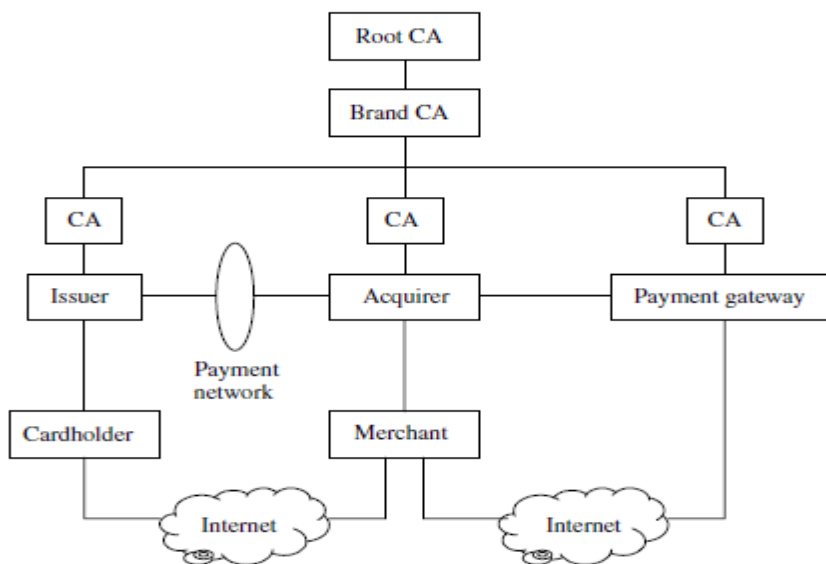 Root CA
Brand CA
CA
CA
CA
Issuer
Acquirer
Payment gateway
Payment
network
Cardholder
Merchant
Internet
Internet